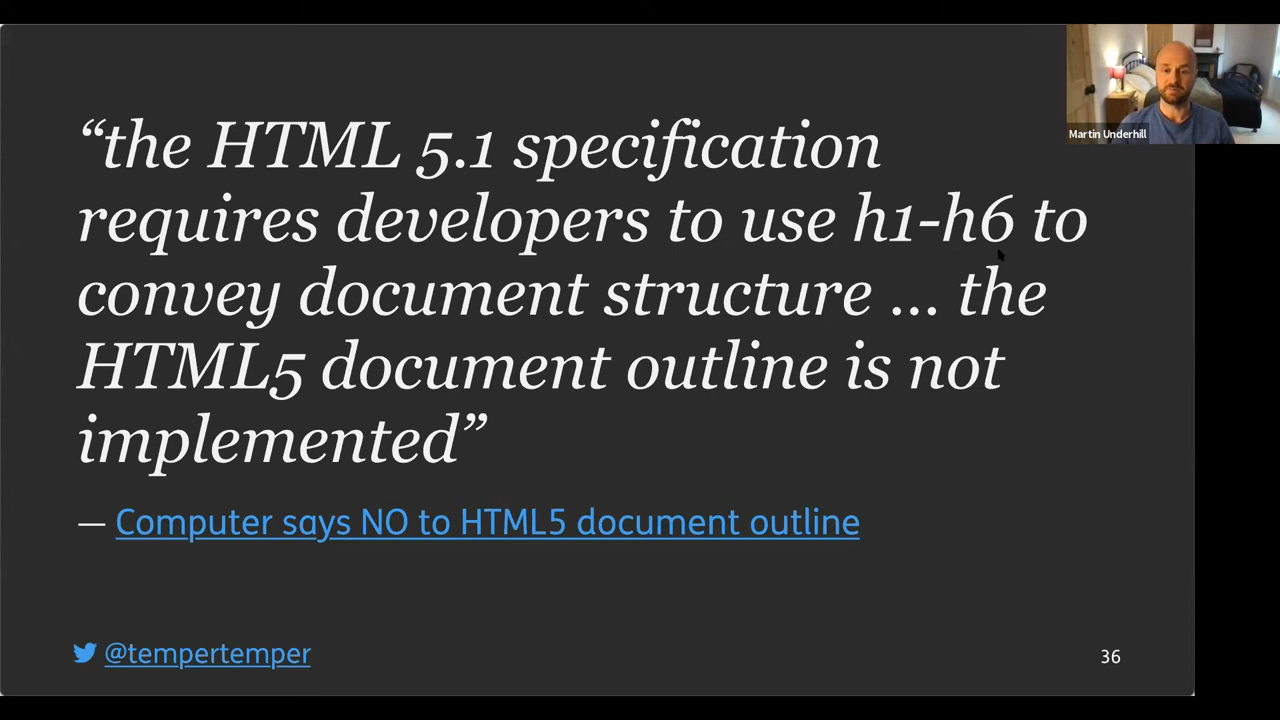 “the HTML 5.1 specification
requires developers to use h1-h6 to
convey document structure … the
HTML5 document outline is not
implemented”
— Computer says NO to HTML5 document outline
@tempertemper
36
Martin Underhill